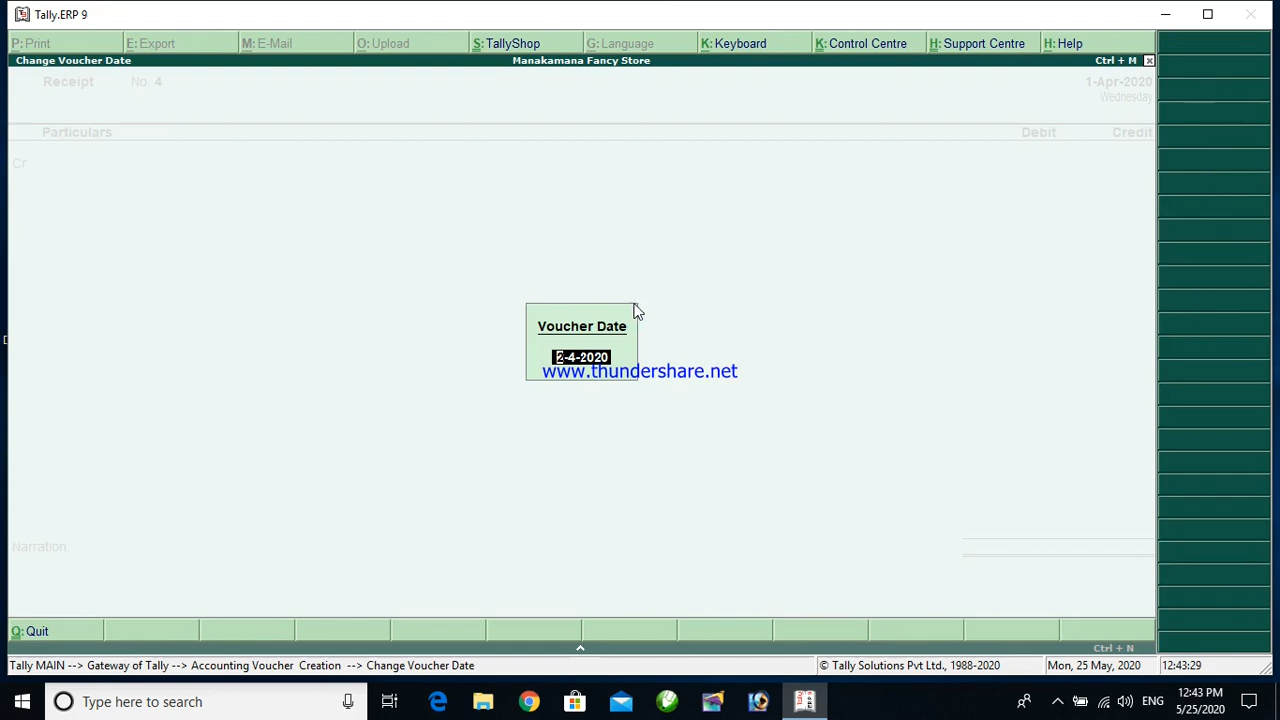 Tally.ERP 9
P: Print
E: Export
M: E-Mail
O: Upload
S: TallyShop
G: Language
K: Keyboard
K: Control Centre
H: Support Centre
H: Help
Change Voucher Date
Manakamana Fancy Store
Ctrl + M
Receipt No. 4
1-Apr-2020
Wednesday
Particulars
Debit
Credit
Cr
Voucher Date
2-4-2020
www.thundershare.net
Narration
Q: Quit
Ctrl + N
Tally MAIN --> Gateway of Tally --> Accounting Voucher Creation --> Change Voucher Date
© Tally Solutions Pvt Ltd., 1988-2020
Mon, 25 May, 2020
12:43:29
Type here to search
ENG
12:43 PM
5/25/2020